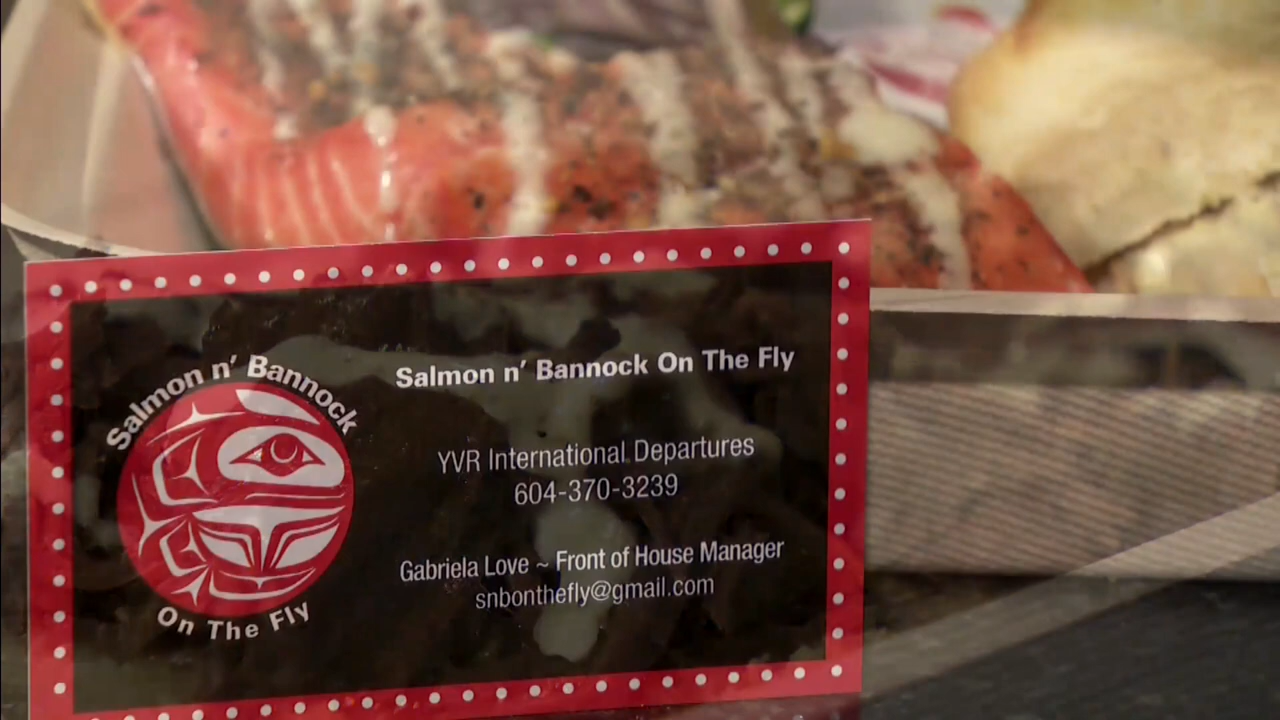 Salmon n' Bannock
On The Fly
Salmon n' Bannock On The Fly
YVR International Departures
604-370-3239
Gabriela Love ~ Front of House Manager
snbonthefly@gmail.com